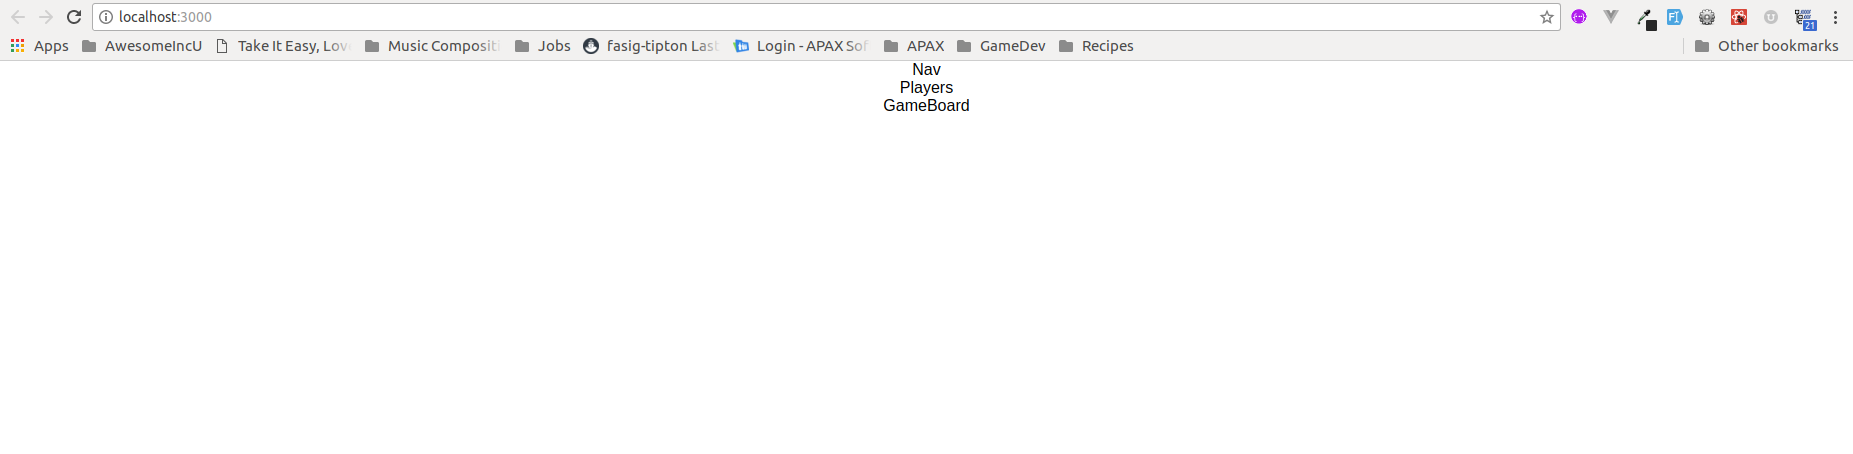 localhost:3000
Apps AwesomeIncU Take It Easy, Lov Music Composit Jobs fasig-tipton Last Login - APAX Sof APAX GameDev Recipes Other bookmarks
21
Nav
Players
GameBoard